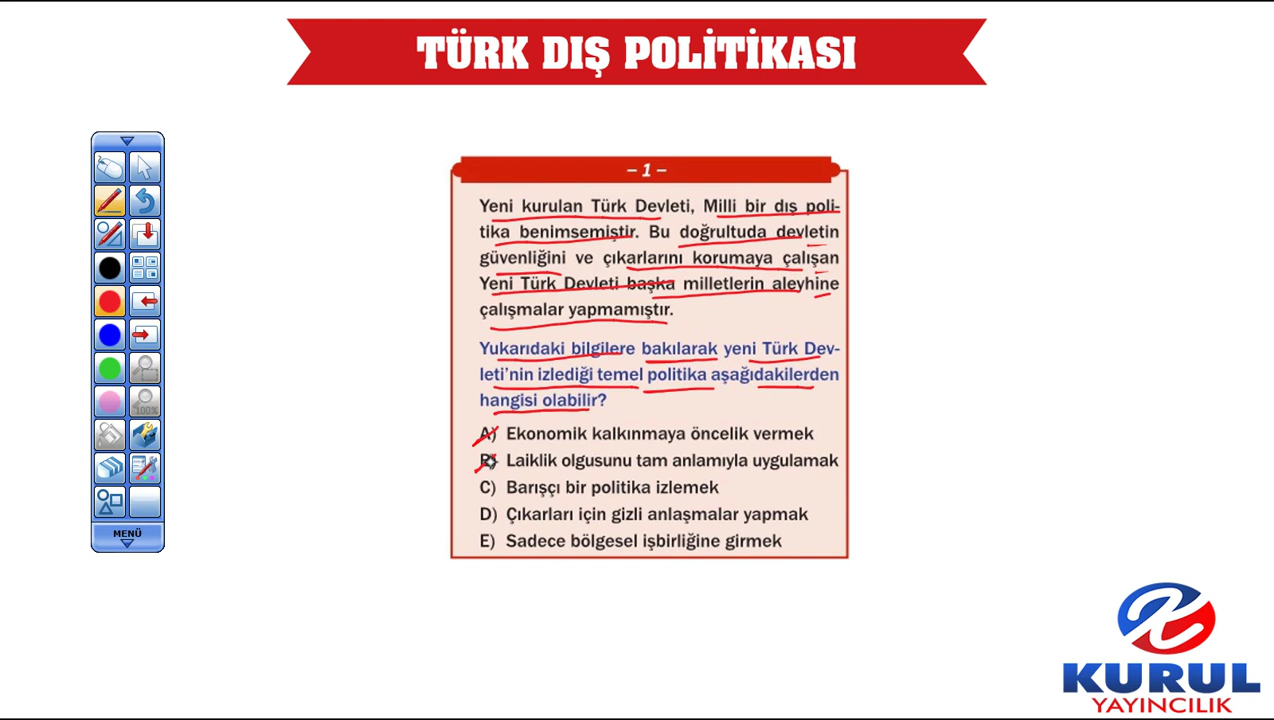 TÜRK DIŞ POLİTİKASI
– 1 –
Yeni kurulan Türk Devleti, Milli bir dış poli-
tika benimsemiştir. Bu doğrultuda devletin
güvenliğini ve çıkarlarını korumaya çalışan
Yeni Türk Devleti başka milletlerin aleyhine
çalışmalar yapmamıştır.
Yukarıdaki bilgilere bakılarak yeni Türk Dev-
leti'nin izlediği temel politika aşağıdakilerden
hangisi olabilir?
A) Ekonomik kalkınmaya öncelik vermek
B) Laiklik olgusunu tam anlamıyla uygulamak
C) Barışçı bir politika izlemek
D) Çıkarları için gizli anlaşmalar yapmak
E) Sadece bölgesel işbirliğine girmek
100%
MENÜ
KURUL
YAYINCILIK